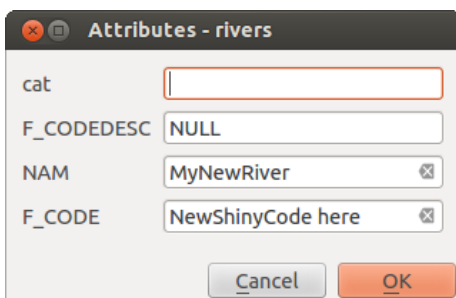 Attributes - rivers
cat
F_CODEDESC NULL
NAM MyNewRiver
F_CODE NewShinyCode here
Cancel OK